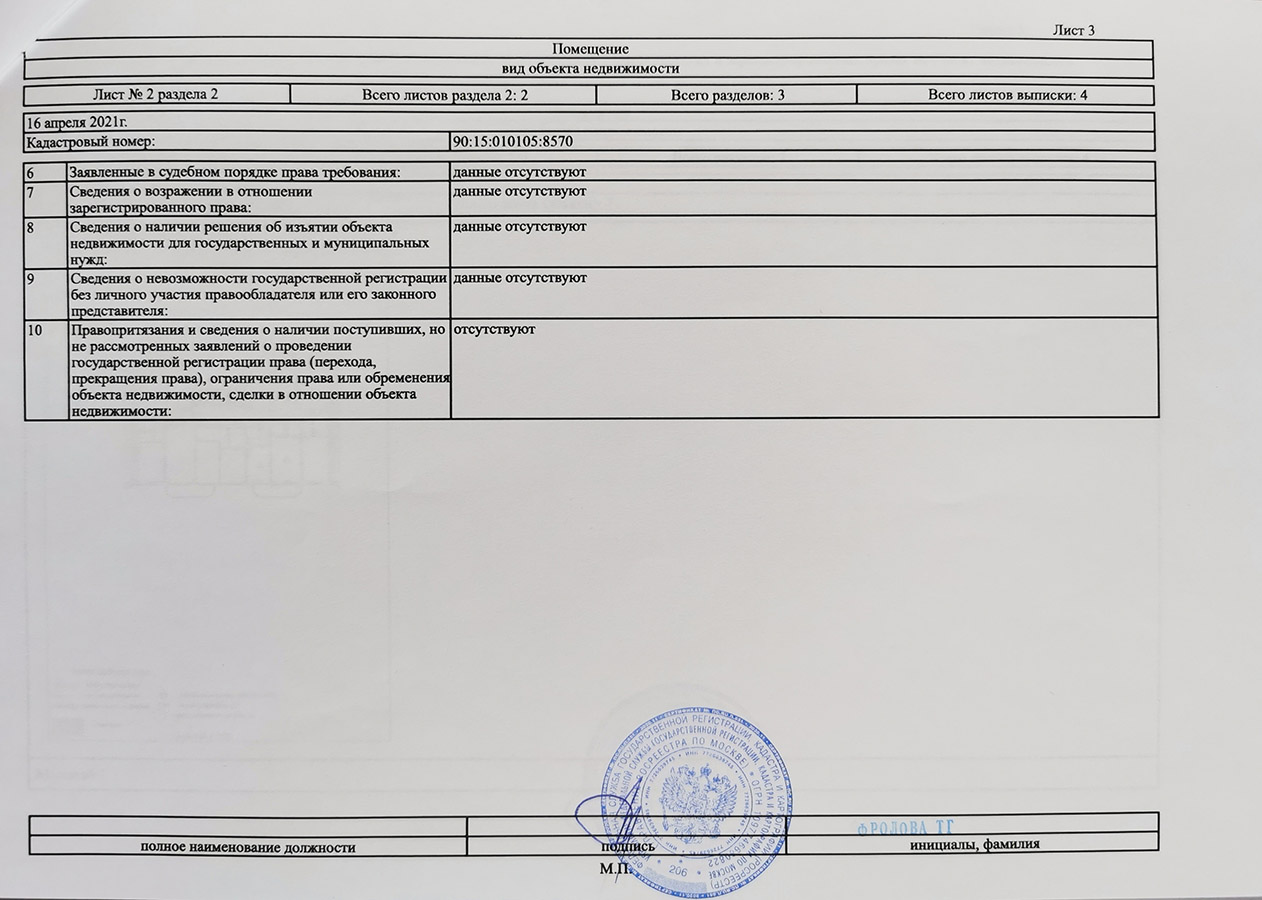 Лист 3
Помещение
вид объекта недвижимости
Лист № 2 раздела 2 Всего листов раздела 2: 2 Всего разделов: 3 Всего листов выписки: 4
16 апреля 2021г.
Кадастровый номер: 90:15:010105:8570
6 Заявленные в судебном порядке права требования: данные отсутствуют
7 Сведения о возражении в отношении данные отсутствуют
зарегистрированного права:
8 Сведения о наличии решения об изъятии объекта данные отсутствуют
недвижимости для государственных и муниципальных
нужд:
9 Сведения о невозможности государственной регистрации данные отсутствуют
без личного участия правообладателя или его законного
представителя:
10 Правопритязания и сведения о наличии поступивших, но отсутствуют
не рассмотренных заявлений о проведении
государственной регистрации права (перехода,
прекращения права), ограничения права или обременения
объекта недвижимости, сделки в отношении объекта
недвижимости:
СЛУЖБА ГОСУДАРСТВЕННОЙ РЕГИСТРАЦИИ, КАДАСТРА И КАРТОГРАФИИ
СЛУЖБЫ ГОСУДАРСТВЕННОЙ РЕГИСТРАЦИИ, КАДАСТРА И КАРТОГРАФИИ ПО МОСКВЕ
РОСРЕЕСТРА ПО МОСКВЕ) * ОГРН
206
ФРОЛОВА ТГ
полное наименование должности подпись инициалы, фамилия
М.П.